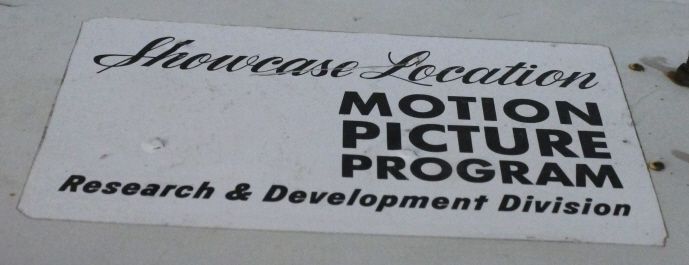 Showcase Location
MOTION
PICTURE
PROGRAM
Research & Development Division